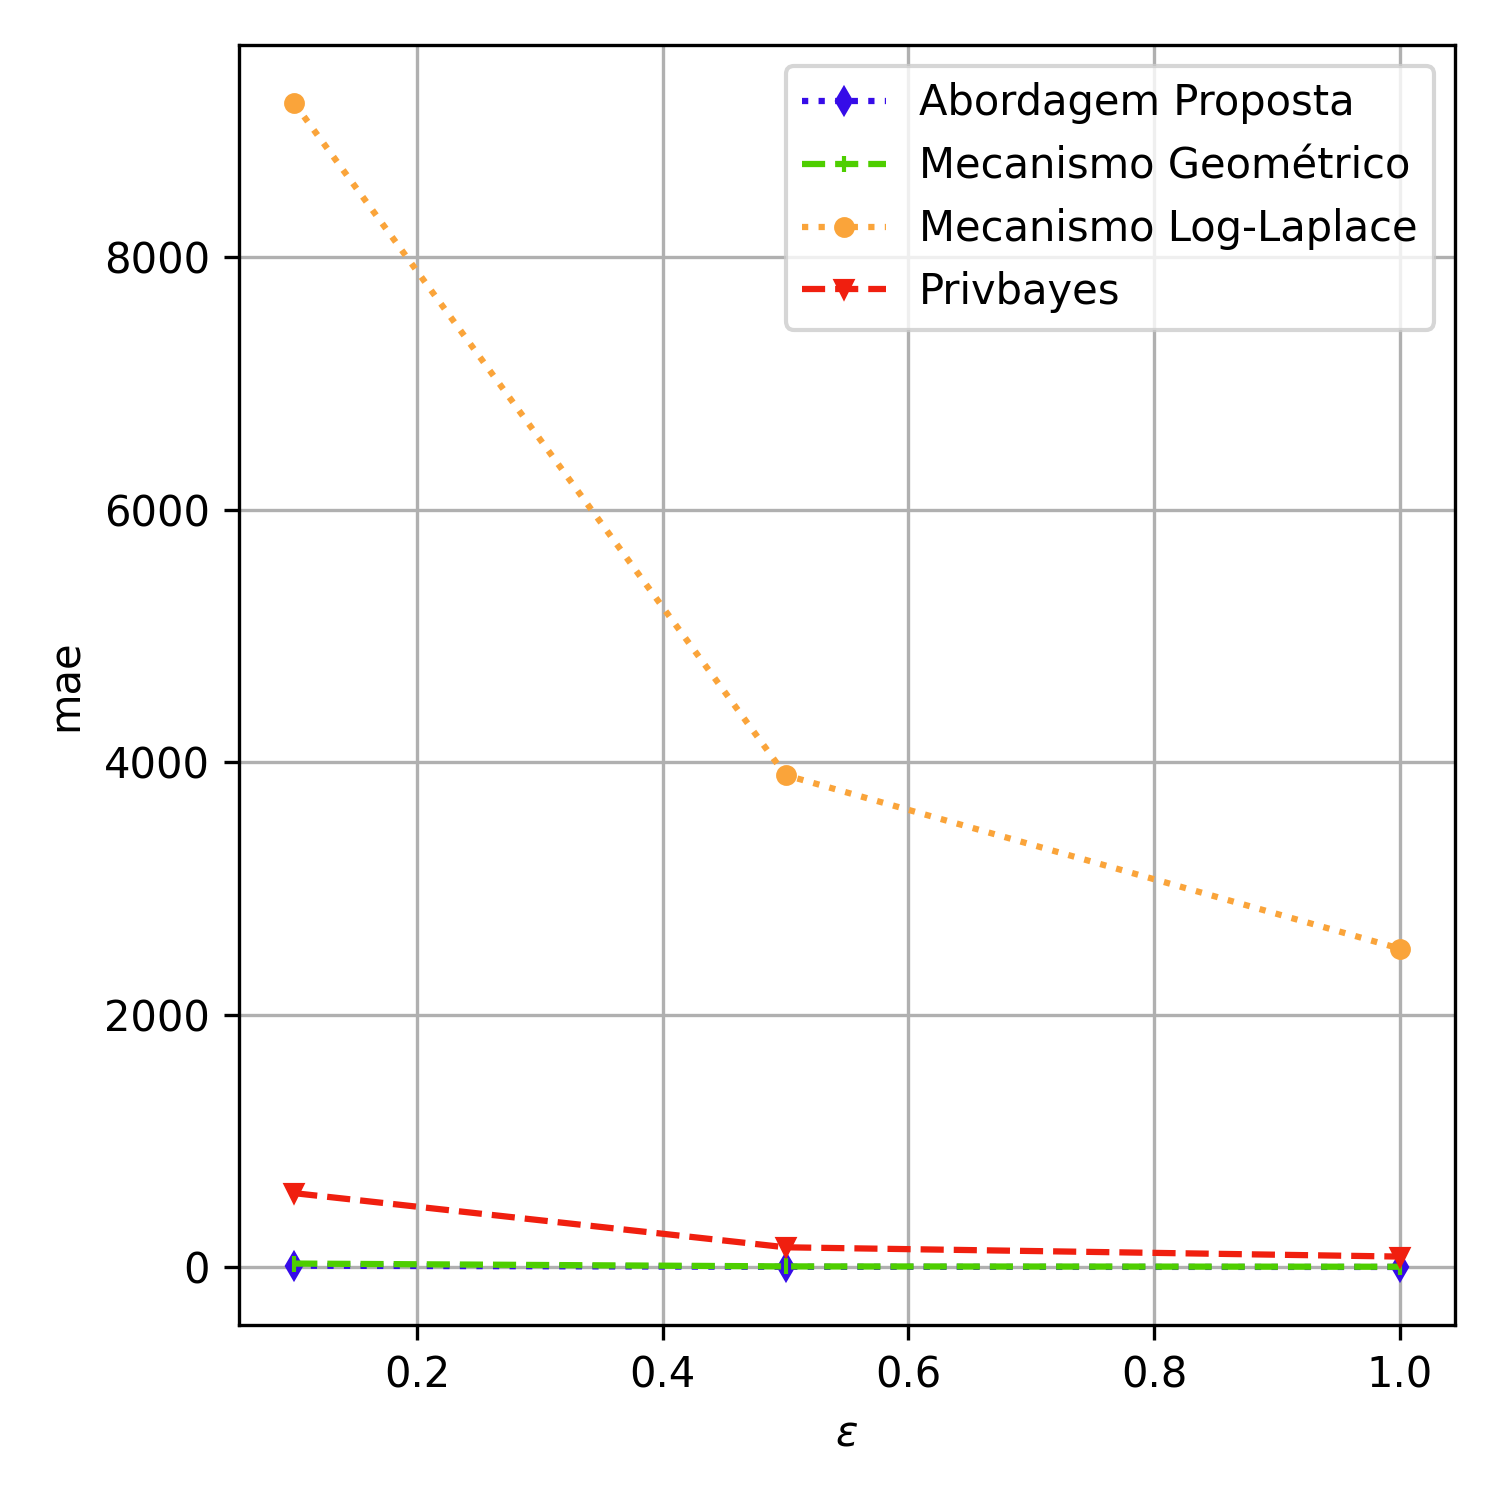 Abordagem Proposta
Mecanismo Geométrico
Mecanismo Log-Laplace
Privbayes
8000
6000
4000
2000
0
mae
0.2
0.4
0.6
0.8
1.0
ε